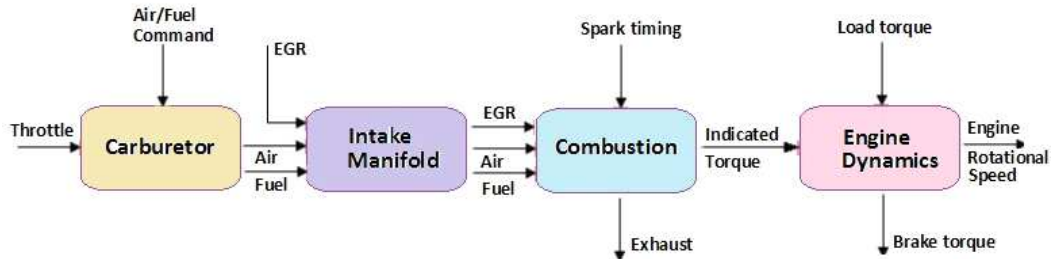 Air/Fuel
Command
EGR
Spark timing
Load torque
Throttle
Carburetor
Air
Fuel
Intake
Manifold
EGR
Air
Fuel
Combustion
Indicated
Torque
Engine
Dynamics
Engine
Rotational
Speed
Exhaust
Brake torque